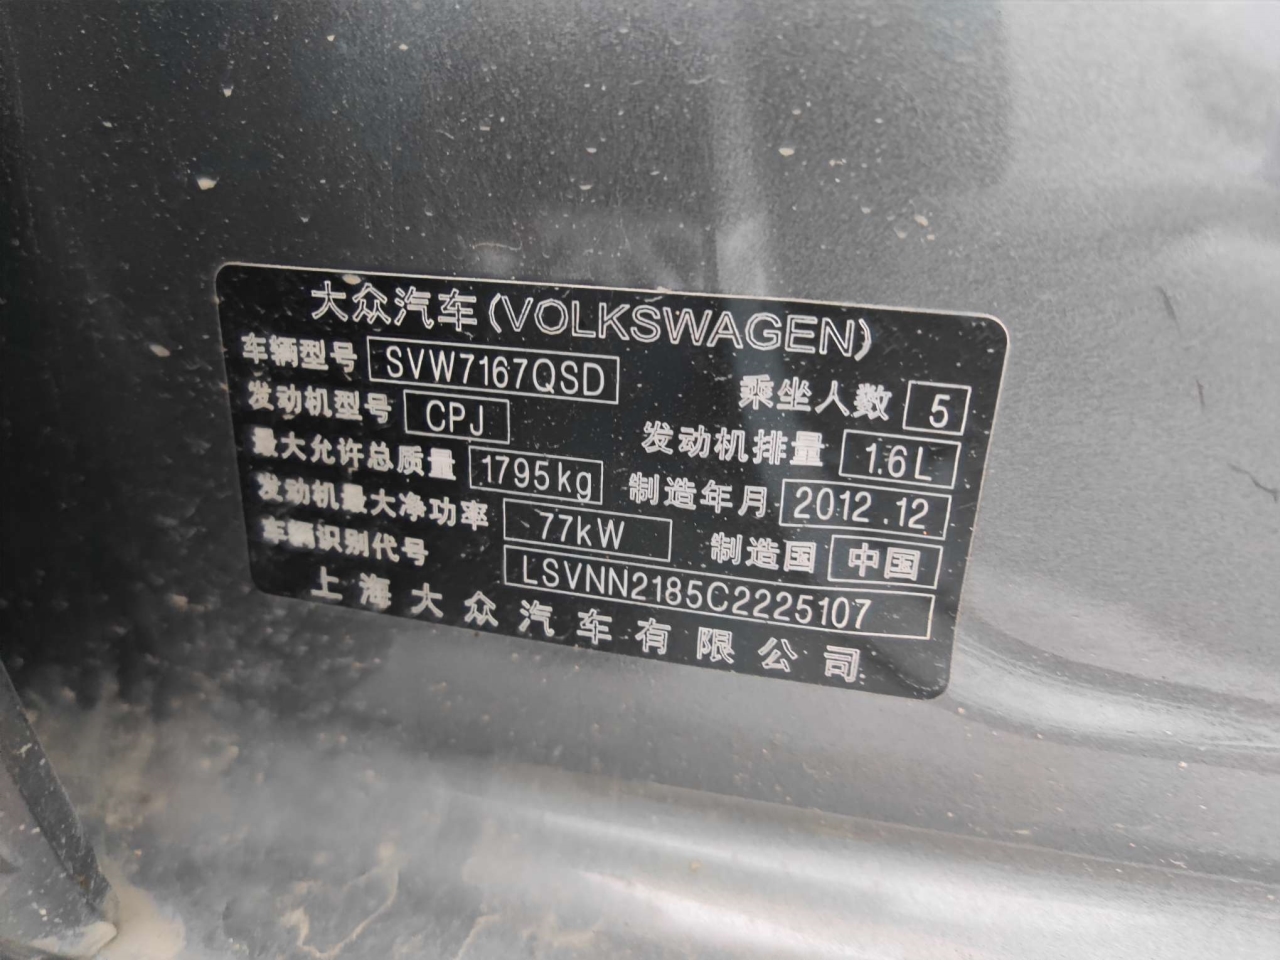 大众汽车(VOLKSWAGEN)
车辆型号 SVW7167QSD 乘坐人数 5
发动机型号 CPJ 发动机排量 1.6L
最大允许总质量 1795kg 制造年月 2012.12
发动机最大净功率 77kW 制造国 中国
车辆识别代号 LSVNN2185C2225107
上海大众汽车有限公司